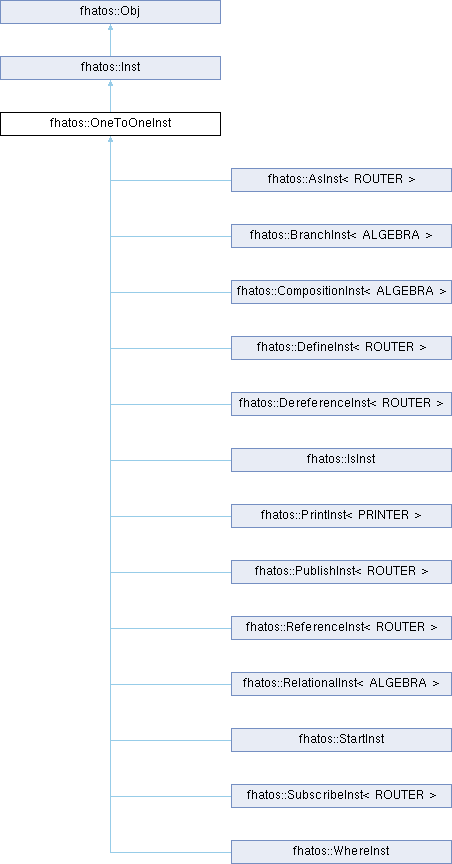 fhatos::Obj
fhatos::Inst
fhatos::OneToOneInst
fhatos::AsInst< ROUTER >
fhatos::BranchInst< ALGEBRA >
fhatos::CompositionInst< ALGEBRA >
fhatos::DefineInst< ROUTER >
fhatos::DereferenceInst< ROUTER >
fhatos::IsInst
fhatos::PrintInst< PRINTER >
fhatos::PublishInst< ROUTER >
fhatos::ReferenceInst< ROUTER >
fhatos::RelationalInst< ALGEBRA >
fhatos::StartInst
fhatos::SubscribeInst< ROUTER >
fhatos::WhereInst